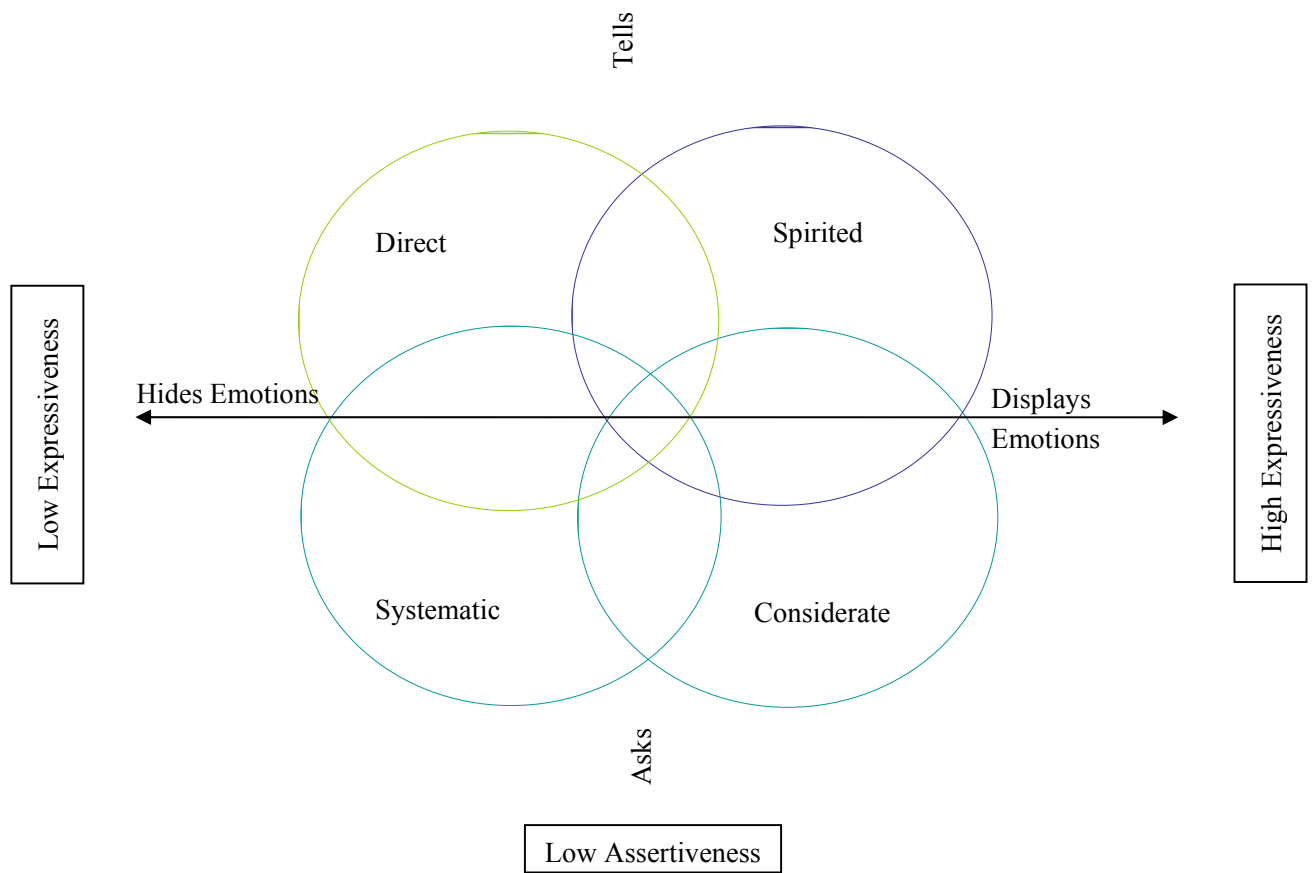 Tells
Direct
Spirited
Low Expressiveness
Hides Emotions
Displays
Emotions
High Expressiveness
Systematic
Considerate
Asks
Low Assertiveness